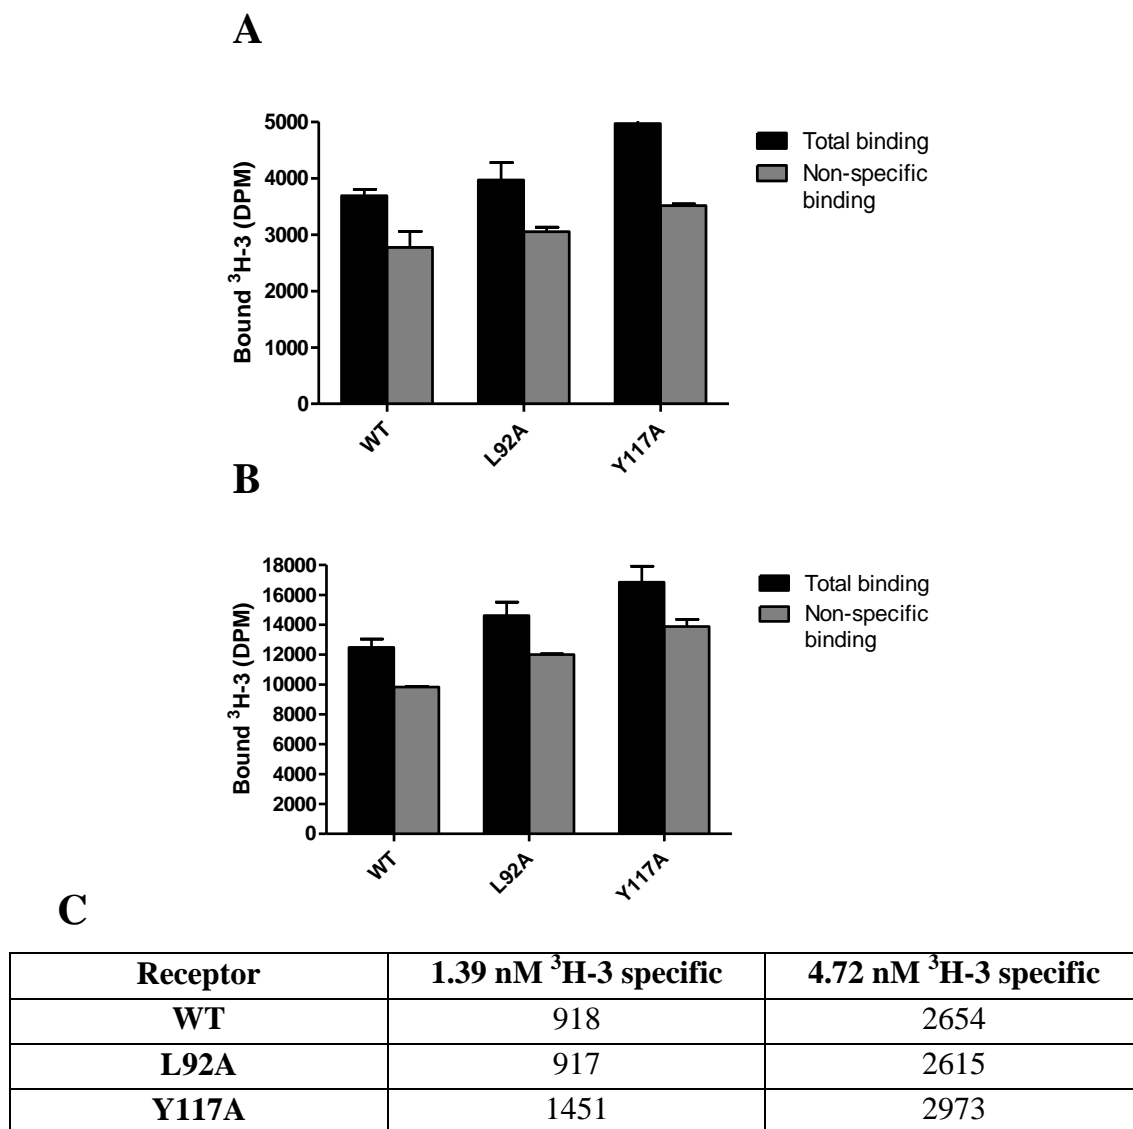 A
5000
4000
3000
2000
1000
0
Bound ³H-3 (DPM)
WT
L92A
Y117A
Total binding
Non-specific
binding
B
18000
16000
14000
12000
10000
8000
6000
4000
2000
0
Bound ³H-3 (DPM)
WT
L92A
Y117A
Total binding
Non-specific
binding
C
Receptor 1.39 nM ³H-3 specific 4.72 nM ³H-3 specific
WT 918 2654
L92A 917 2615
Y117A 1451 2973